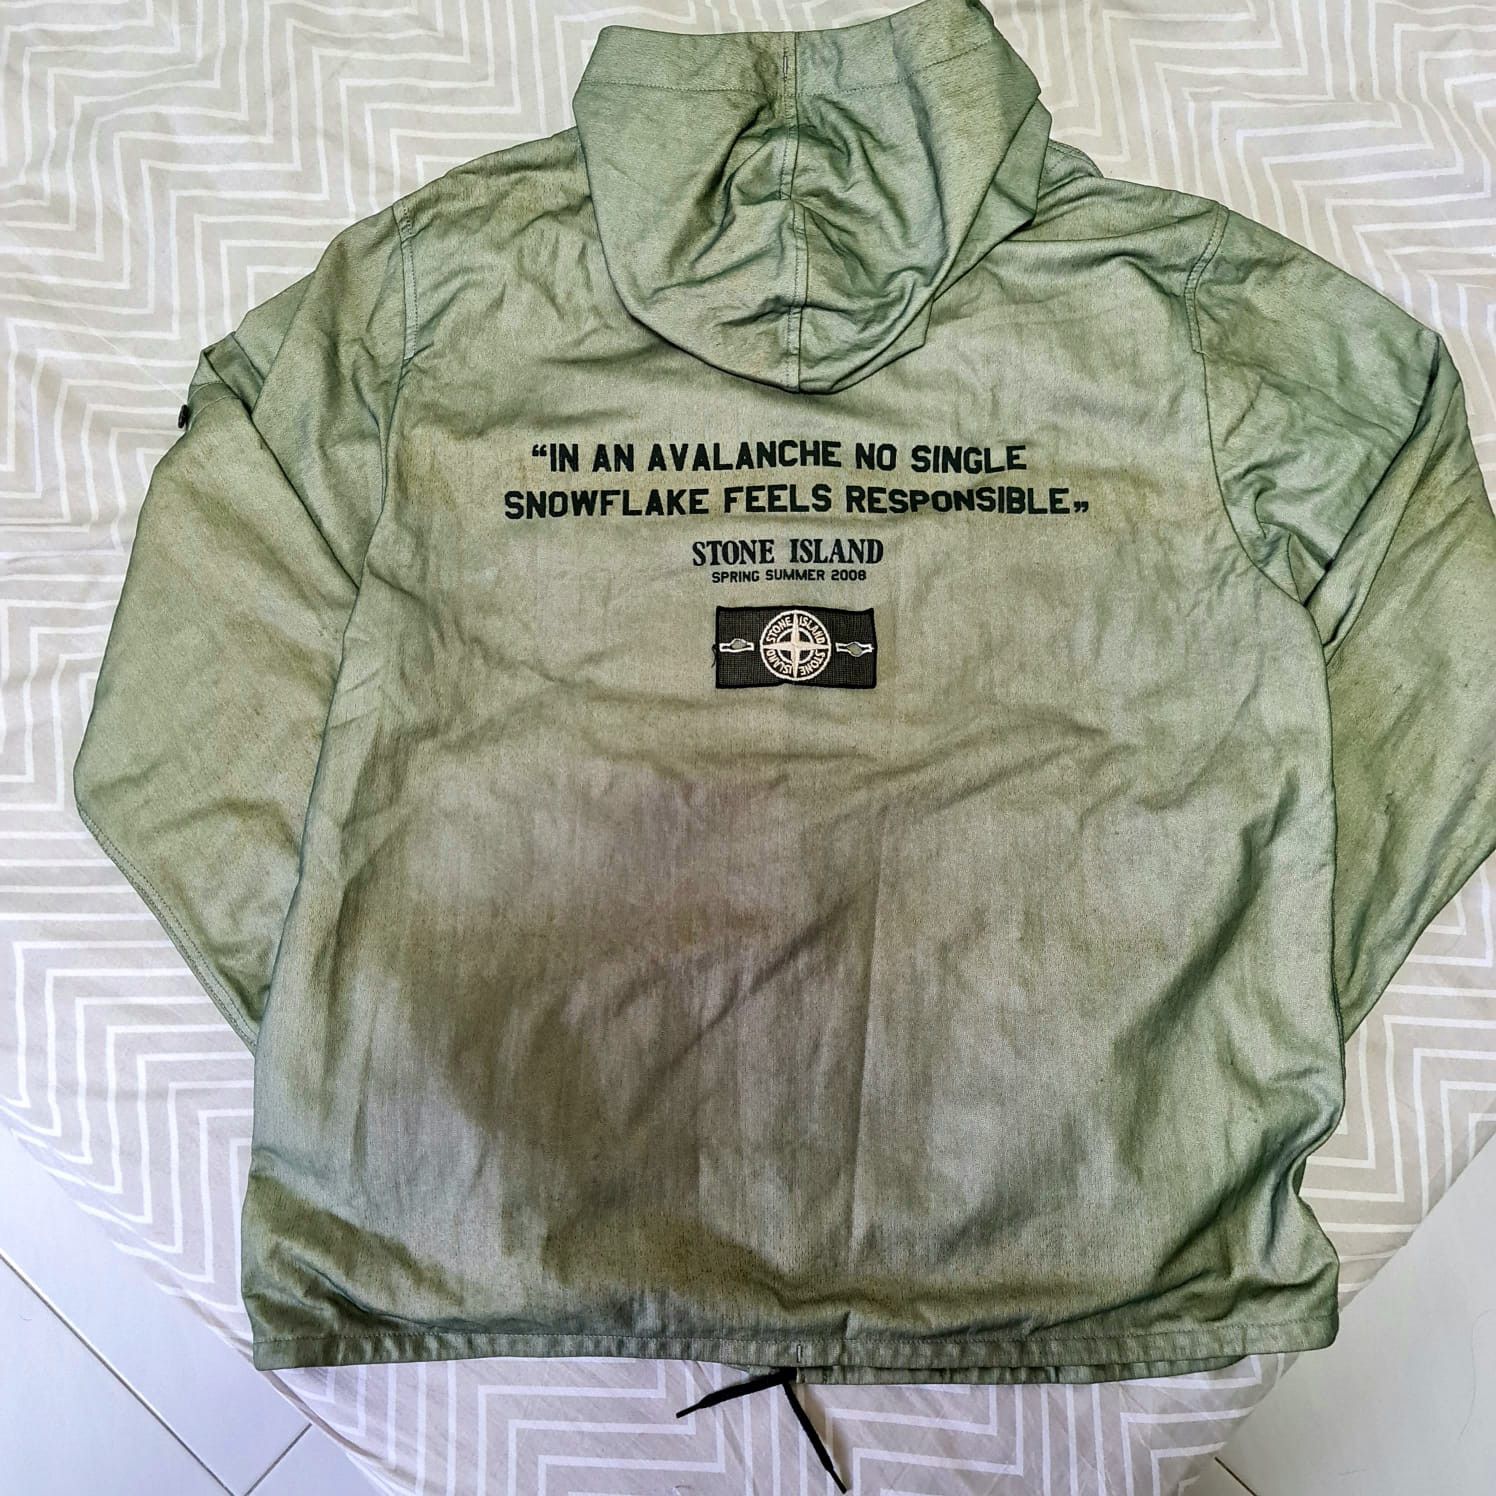 “IN AN AVALANCHE NO SINGLE
SNOWFLAKE FEELS RESPONSIBLE„
STONE ISLAND
SPRING SUMMER 2008
STONE ISLAND
STONE ISLAND